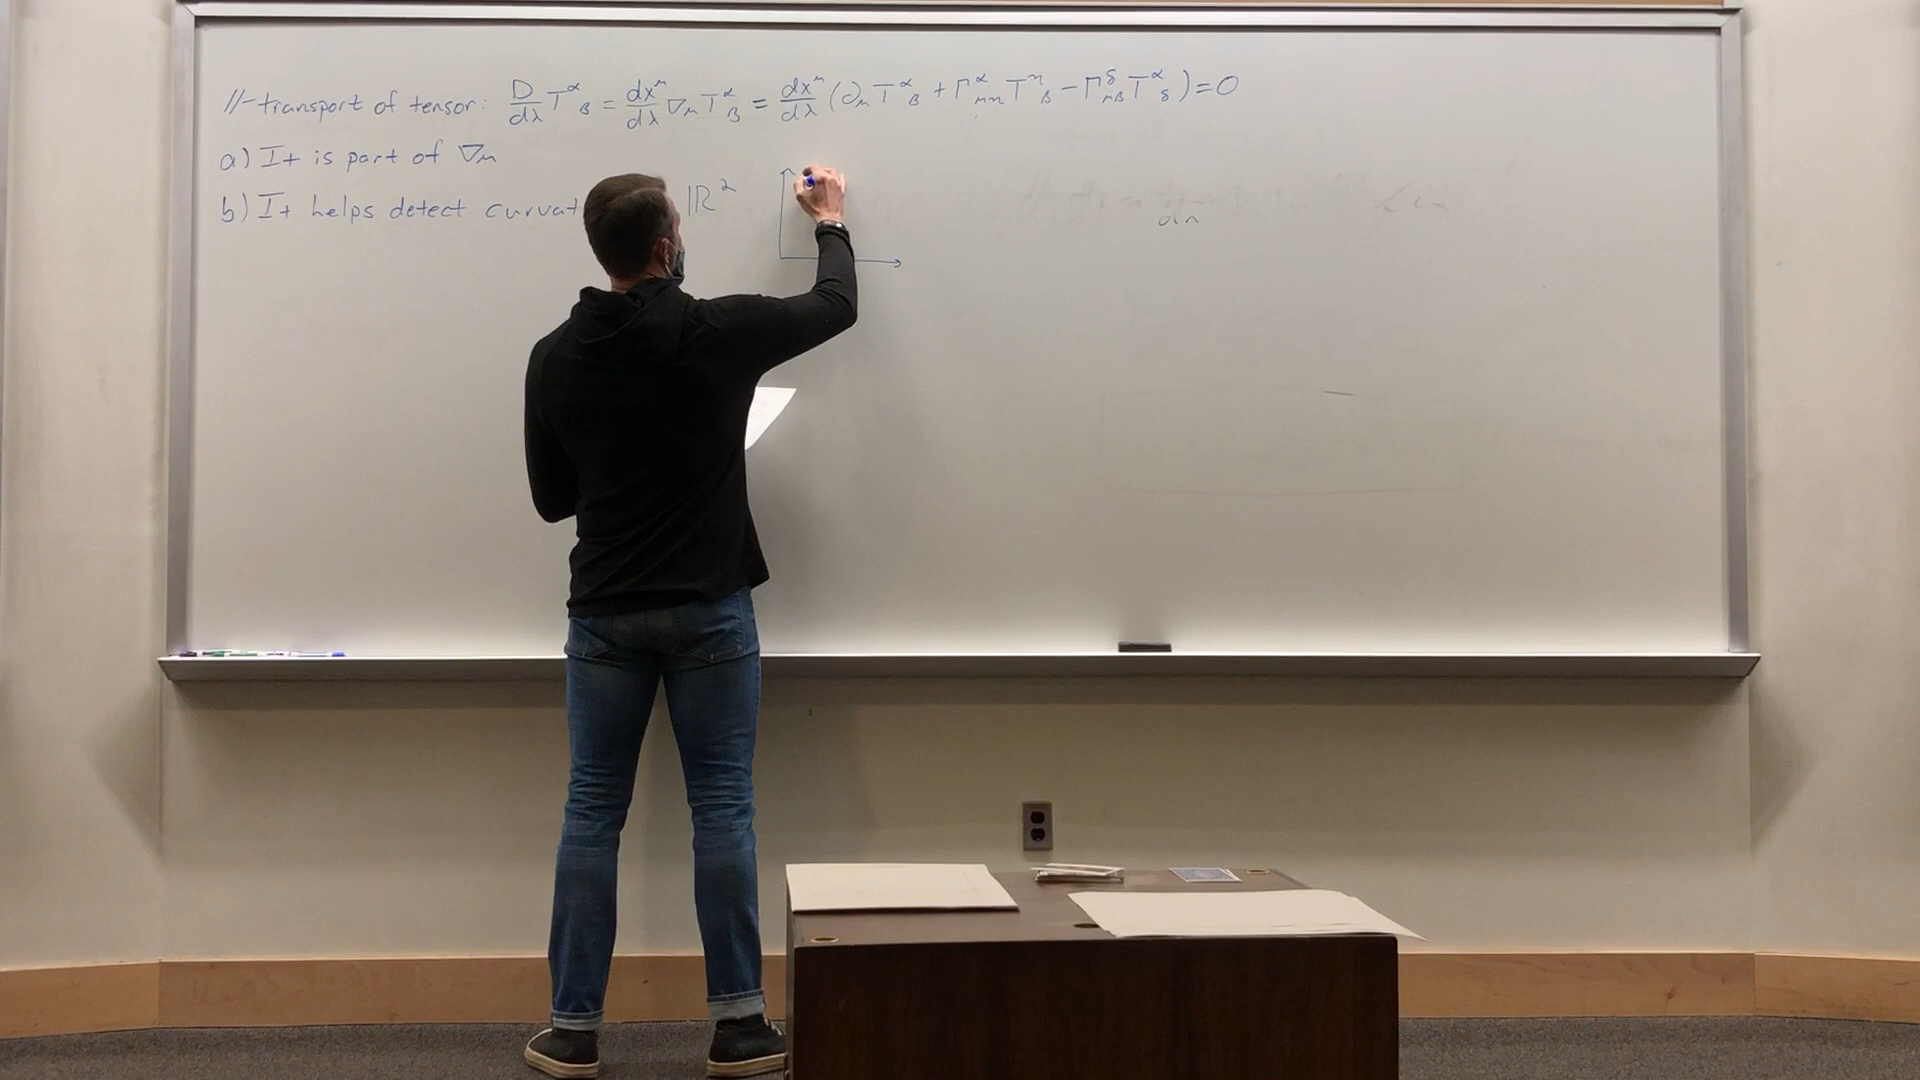 //-transport of tensor: D/dλ T^α_β = dx^μ/dλ ∇_μ T^α_β = dx^μ/dλ (∂_μ T^α_β + Γ^α_μη T^η_β − Γ^δ_μβ T^α_δ) = 0
a) It is part of ∇_μ
b) It helps detect curvat ℝ²